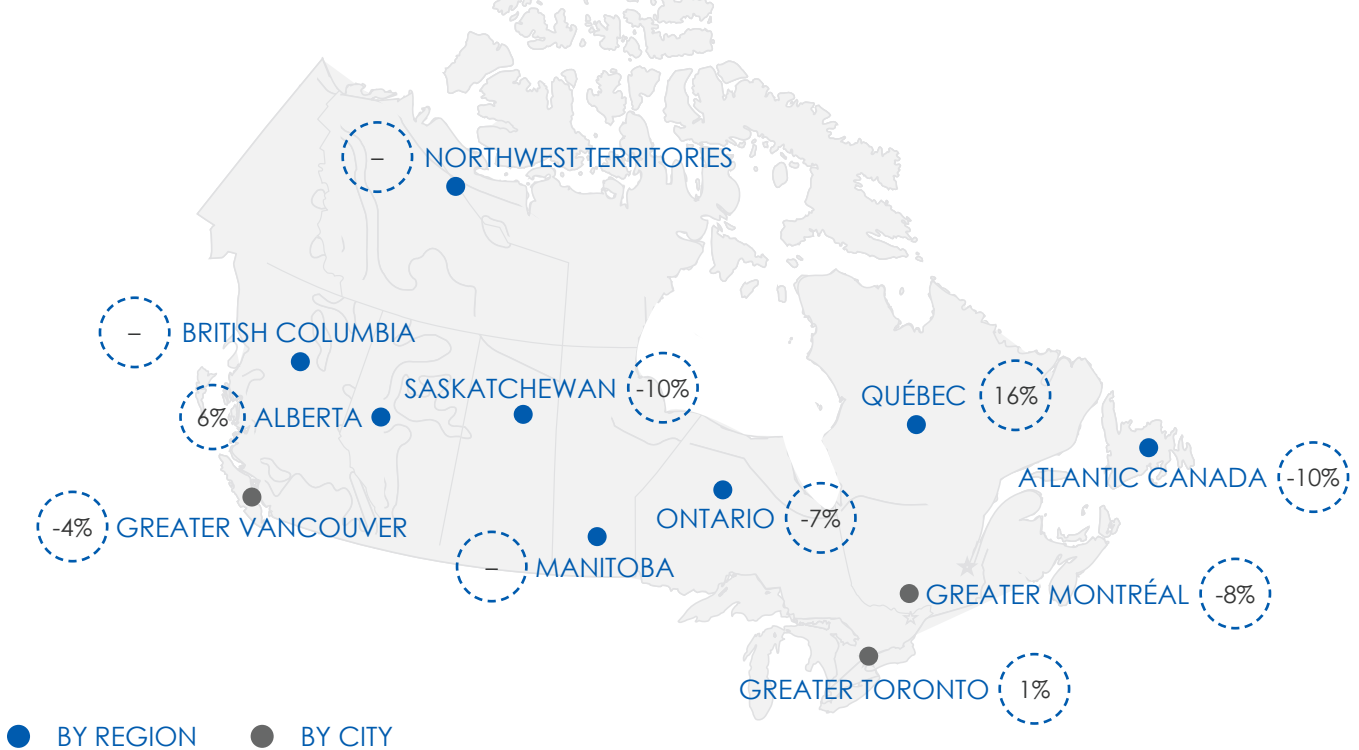 – NORTHWEST TERRITORIES
– BRITISH COLUMBIA
6% ALBERTA
SASKATCHEWAN -10%
QUÉBEC 16%
ATLANTIC CANADA -10%
-4% GREATER VANCOUVER
ONTARIO -7%
– MANITOBA
GREATER MONTRÉAL -8%
GREATER TORONTO 1%
BY REGION
BY CITY